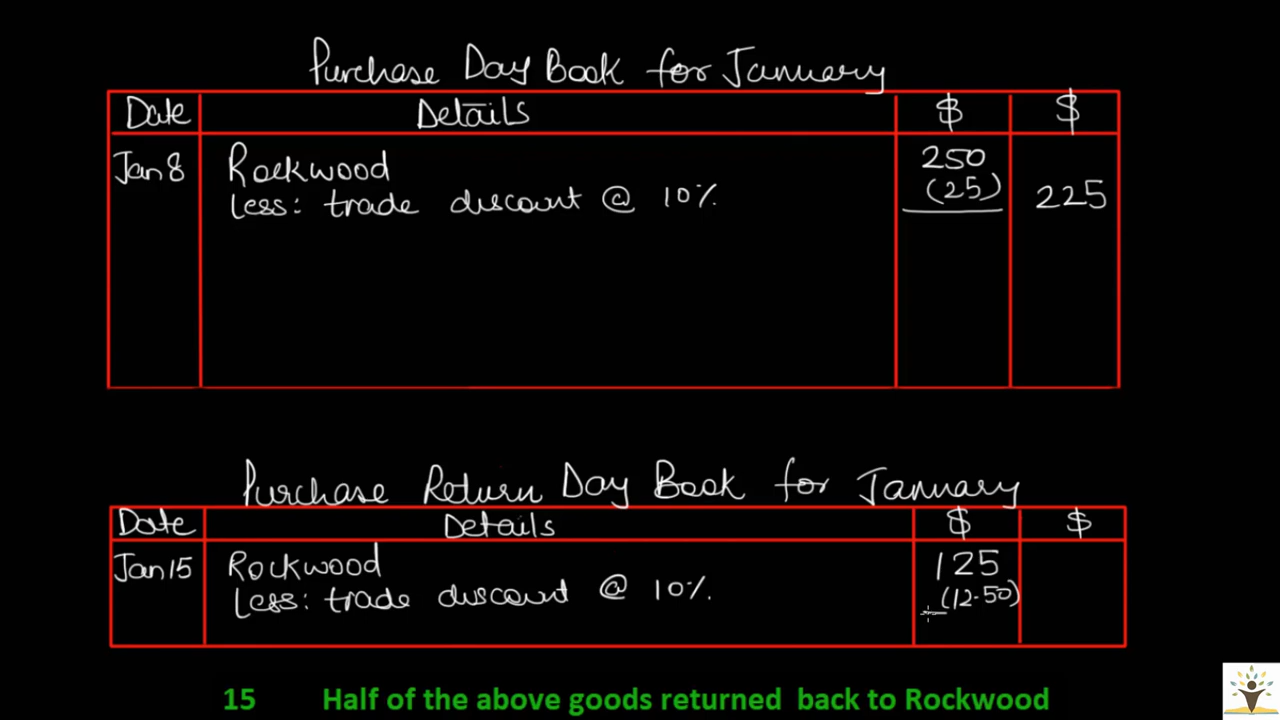 Purchase Day Book for January
Date Details $ $
Jan 8 Rockwood 250
Less: trade discount @ 10% (25) 225
Purchase Return Day Book for January
Date Details $ $
Jan 15 Rockwood 125
Less: trade discount @ 10% (12.50)
15 Half of the above goods returned back to Rockwood